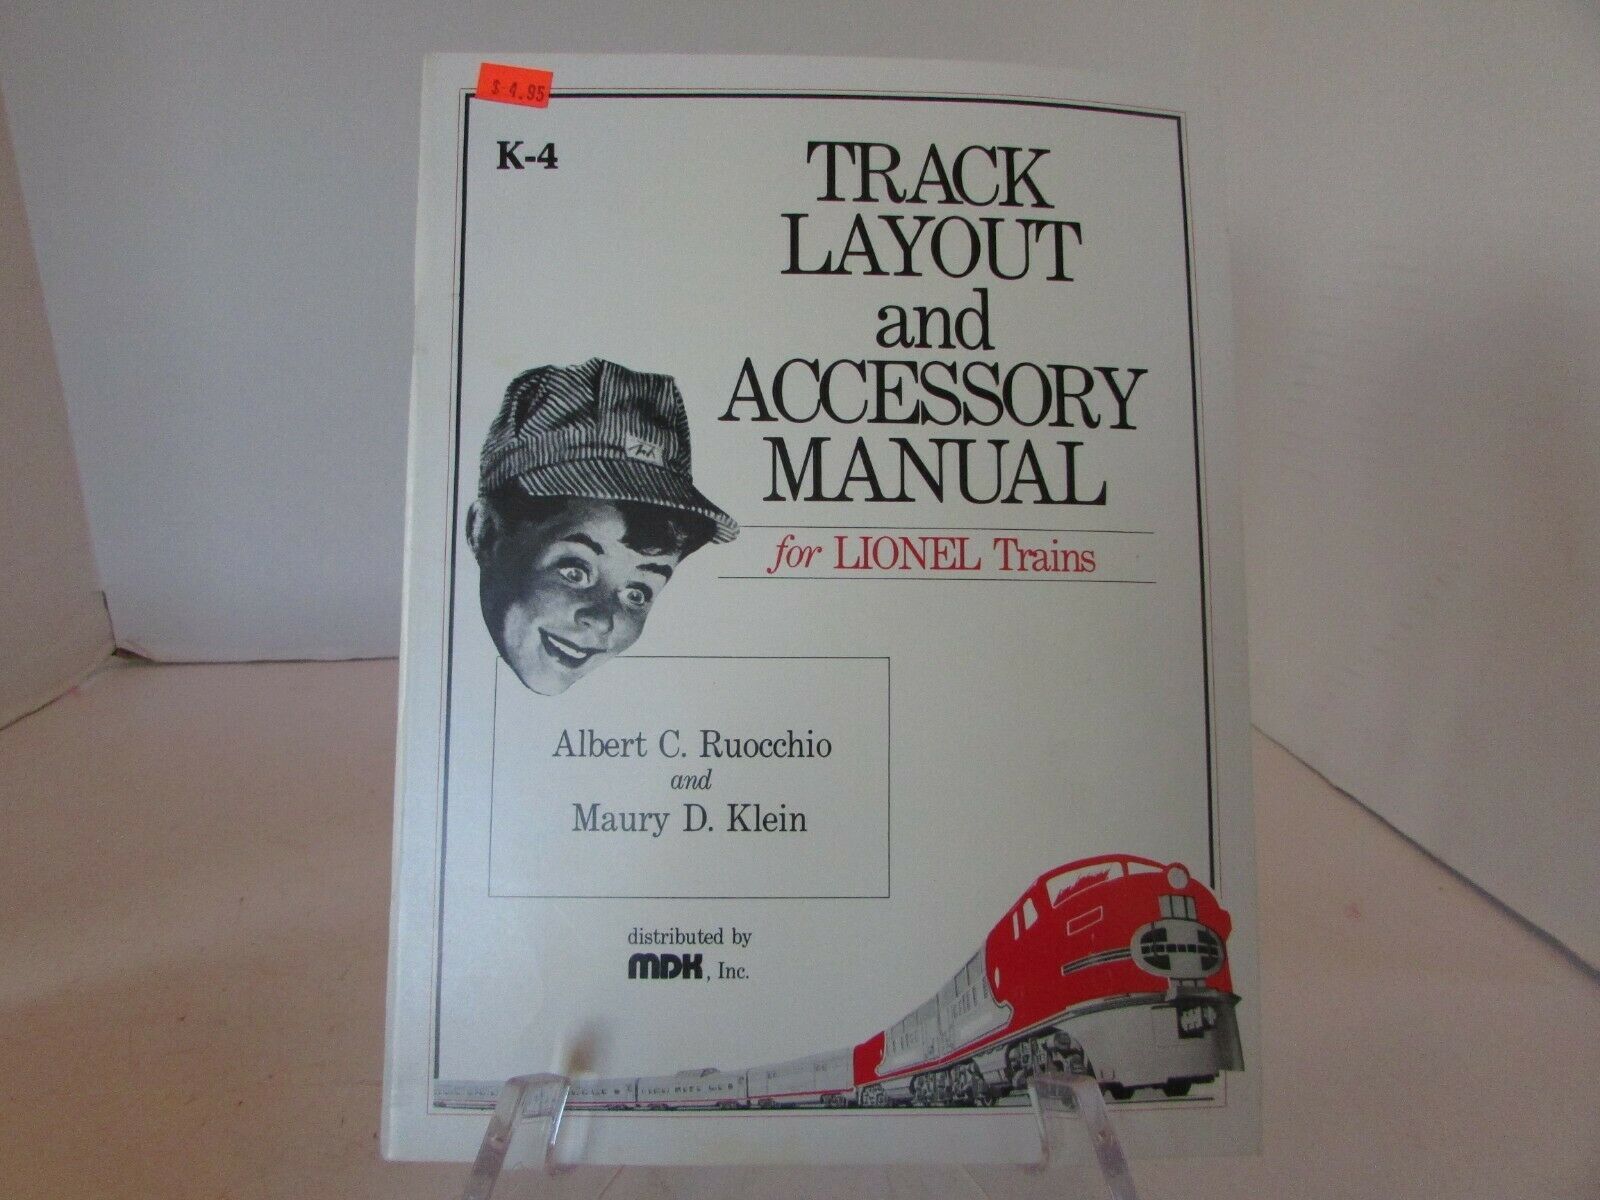 $ 4.95
K-4
TRACK
LAYOUT
and
ACCESSORY
MANUAL
for LIONEL Trains
Albert C. Ruocchio
and
Maury D. Klein
distributed by
MDK, Inc.